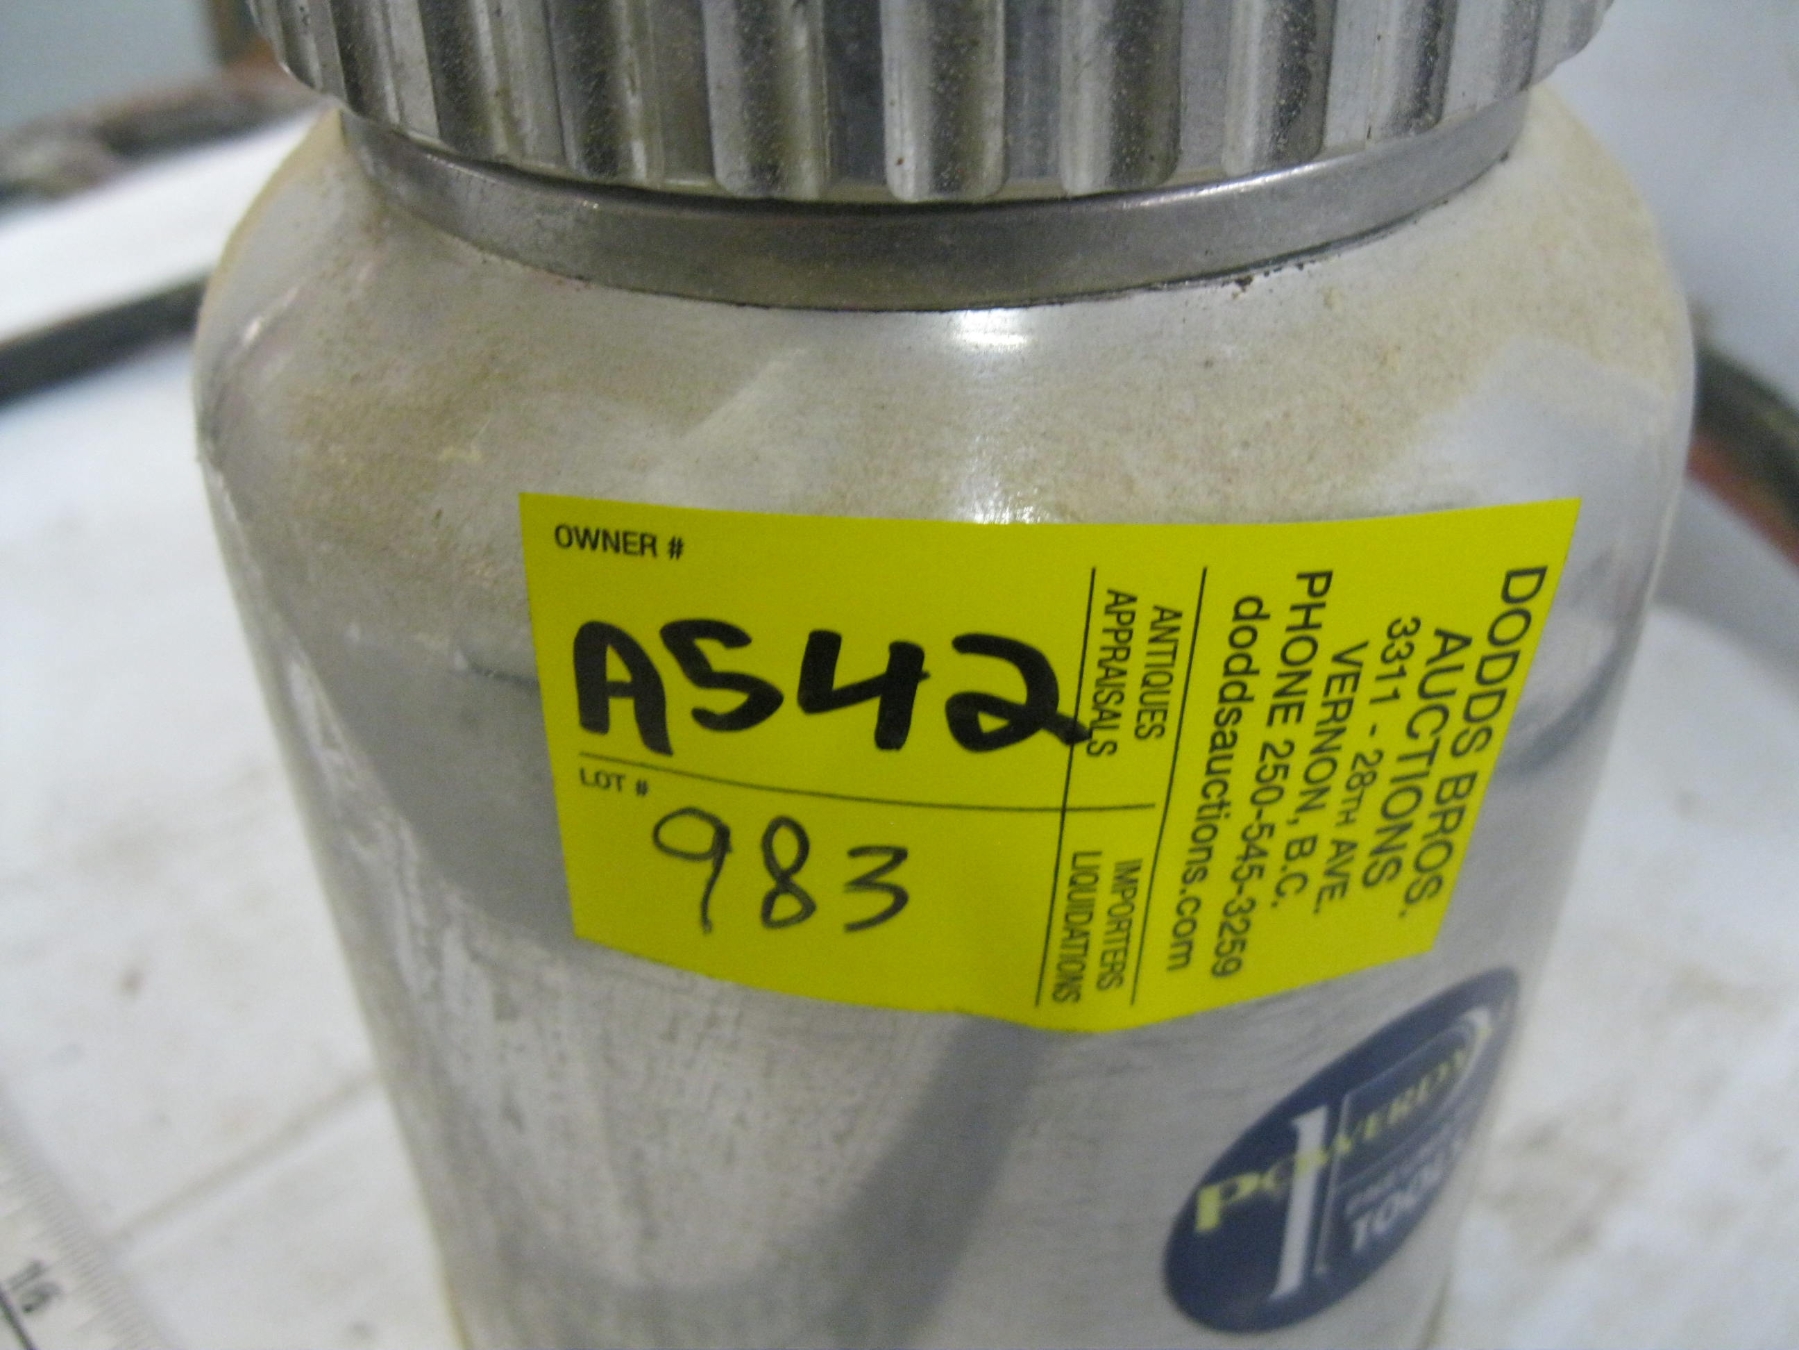 OWNER #
A542
LOT #
983
ANTIQUES
APPRAISALS
IMPORTERS
LIQUIDATIONS
DODDS BROS.
AUCTIONS
3311 - 28TH AVE.
VERNON, B.C.
PHONE 250-545-3259
doddsauctions.com
TOOLS
16